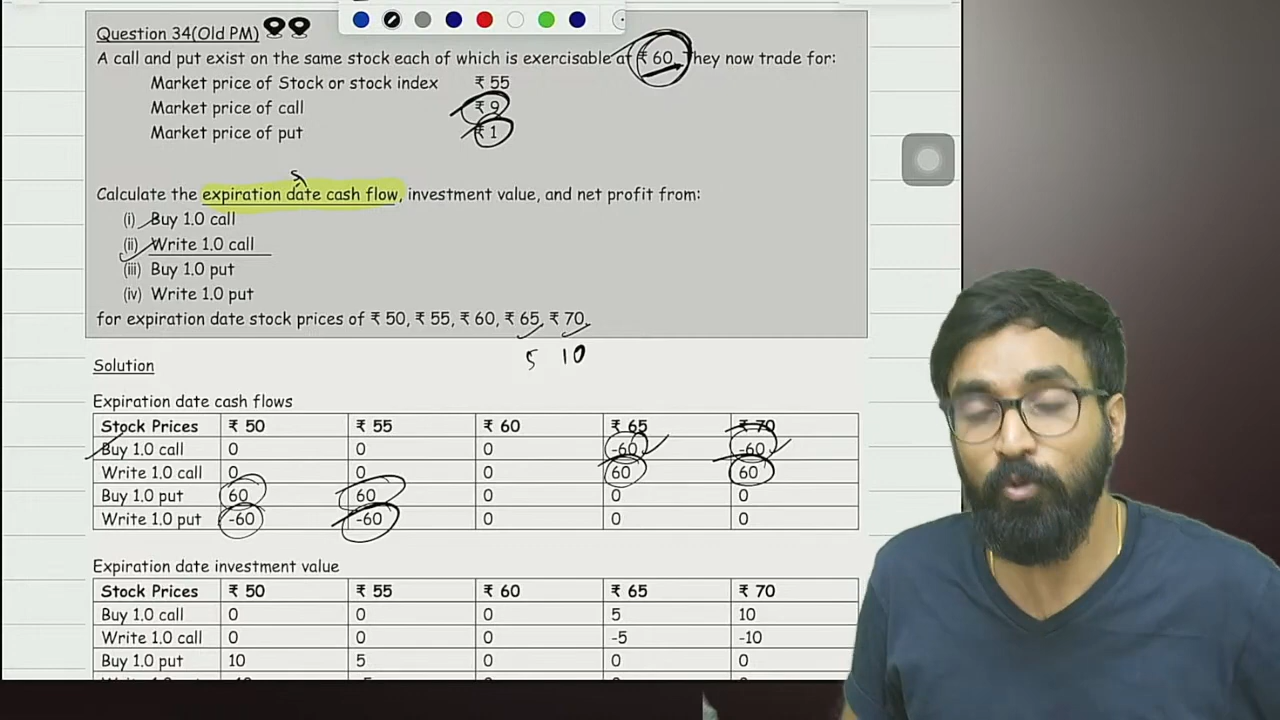 Question 34(Old PM)
A call and put exist on the same stock each of which is exercisable at ₹ 60. They now trade for:
Market price of Stock or stock index ₹ 55
Market price of call ₹ 9
Market price of put ₹ 1
Calculate the expiration date cash flow, investment value, and net profit from:
(i) Buy 1.0 call
(ii) Write 1.0 call
(iii) Buy 1.0 put
(iv) Write 1.0 put
for expiration date stock prices of ₹ 50, ₹ 55, ₹ 60, ₹ 65, ₹ 70.
5 10
Solution
Expiration date cash flows
Stock Prices ₹ 50 ₹ 55 ₹ 60 ₹ 65 ₹ 70
Buy 1.0 call 0 0 0 -60 -60
Write 1.0 call 0 0 0 60 60
Buy 1.0 put 60 60 0 0 0
Write 1.0 put -60 -60 0 0 0
Expiration date investment value
Stock Prices ₹ 50 ₹ 55 ₹ 60 ₹ 65 ₹ 70
Buy 1.0 call 0 0 0 5 10
Write 1.0 call 0 0 0 -5 -10
Buy 1.0 put 10 5 0 0 0